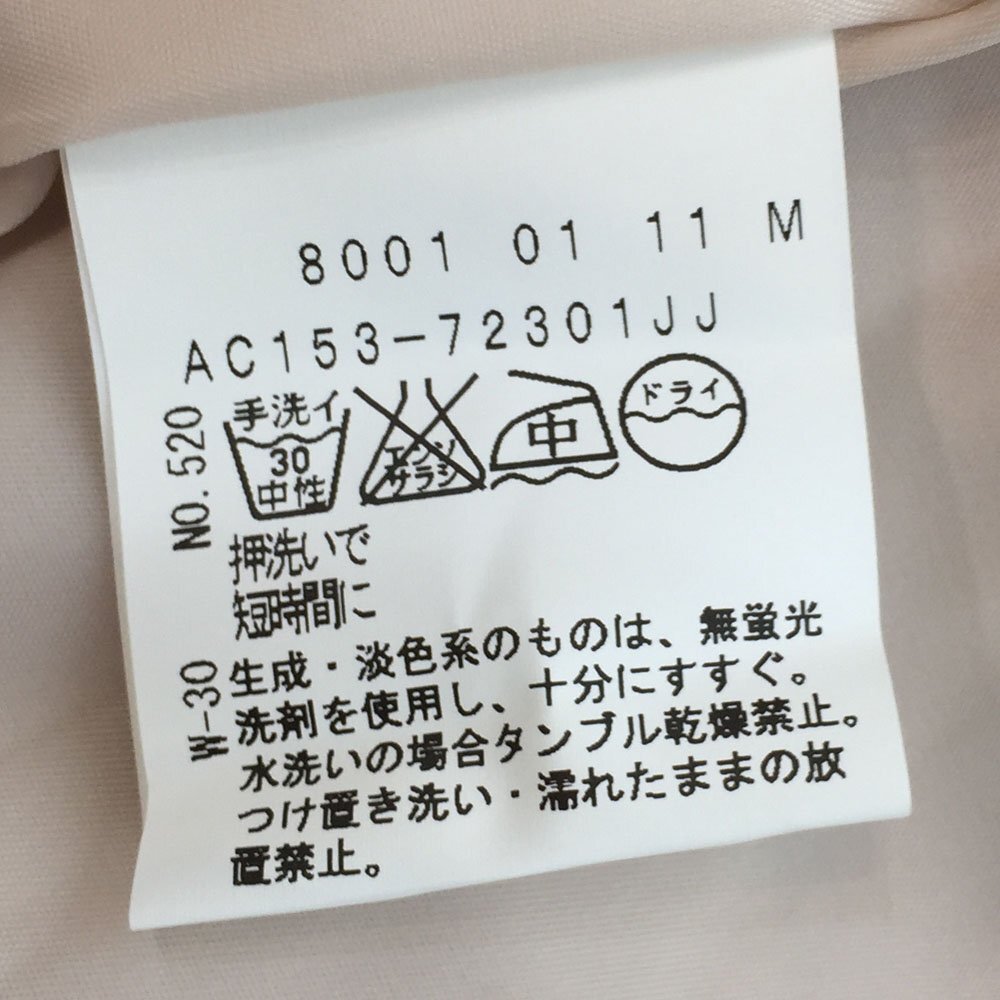 8001 01 11 M
AC153-72301JJ
NO.520
手洗イ
30
中性
エンソ
サラシ
中
ドライ
押洗いで
短時間に
W-30
生成・淡色系のものは、無蛍光
洗剤を使用し、十分にすすぐ。
水洗いの場合タンブル乾燥禁止。
つけ置き洗い・濡れたままの放
置禁止。